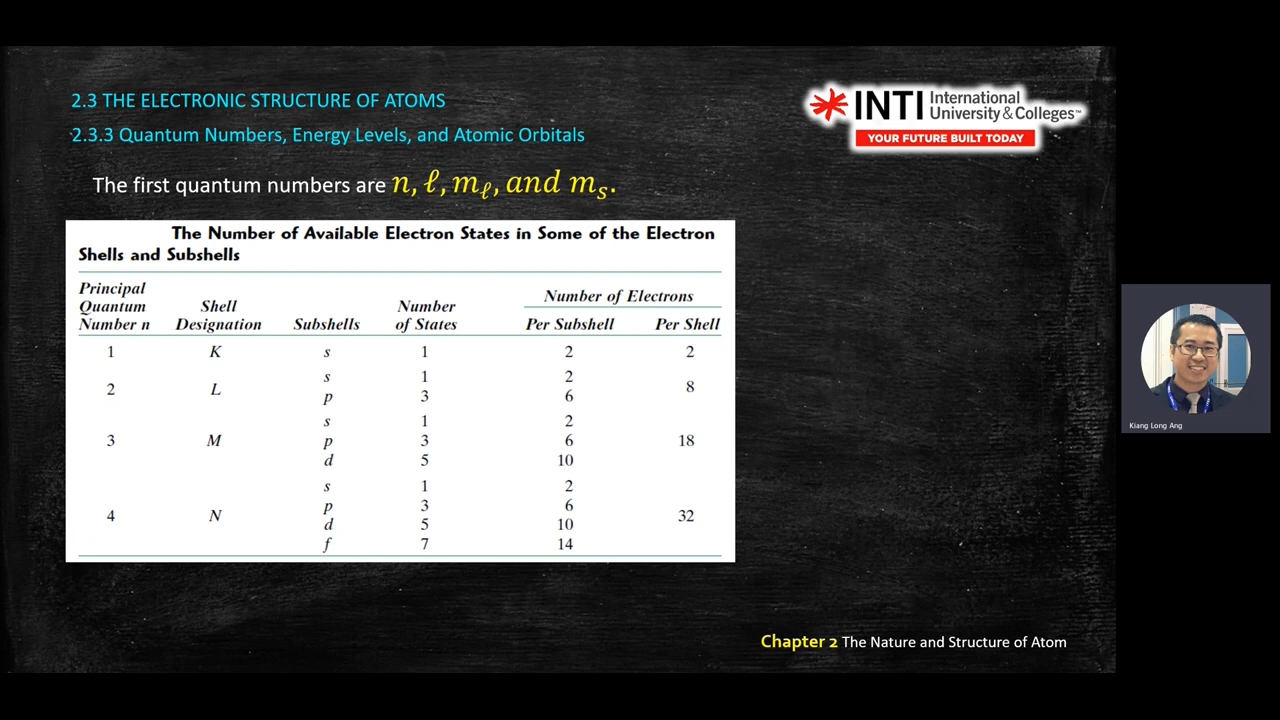 2.3 THE ELECTRONIC STRUCTURE OF ATOMS
2.3.3 Quantum Numbers, Energy Levels, and Atomic Orbitals
INTI International
University & Colleges™
YOUR FUTURE BUILT TODAY
The first quantum numbers are n, ℓ, mℓ, and ms.
The Number of Available Electron States in Some of the Electron
Shells and Subshells
Principal
Quantum Shell Number Number of Electrons
Number n Designation Subshells of States Per Subshell Per Shell
1 K s 1 2 2
s 1 2
2 L 8
p 3 6
s 1 2
3 M p 3 6 18
d 5 10
s 1 2
p 3 6
4 N 32
d 5 10
f 7 14
Kiang Long Ang
Chapter 2 The Nature and Structure of Atom